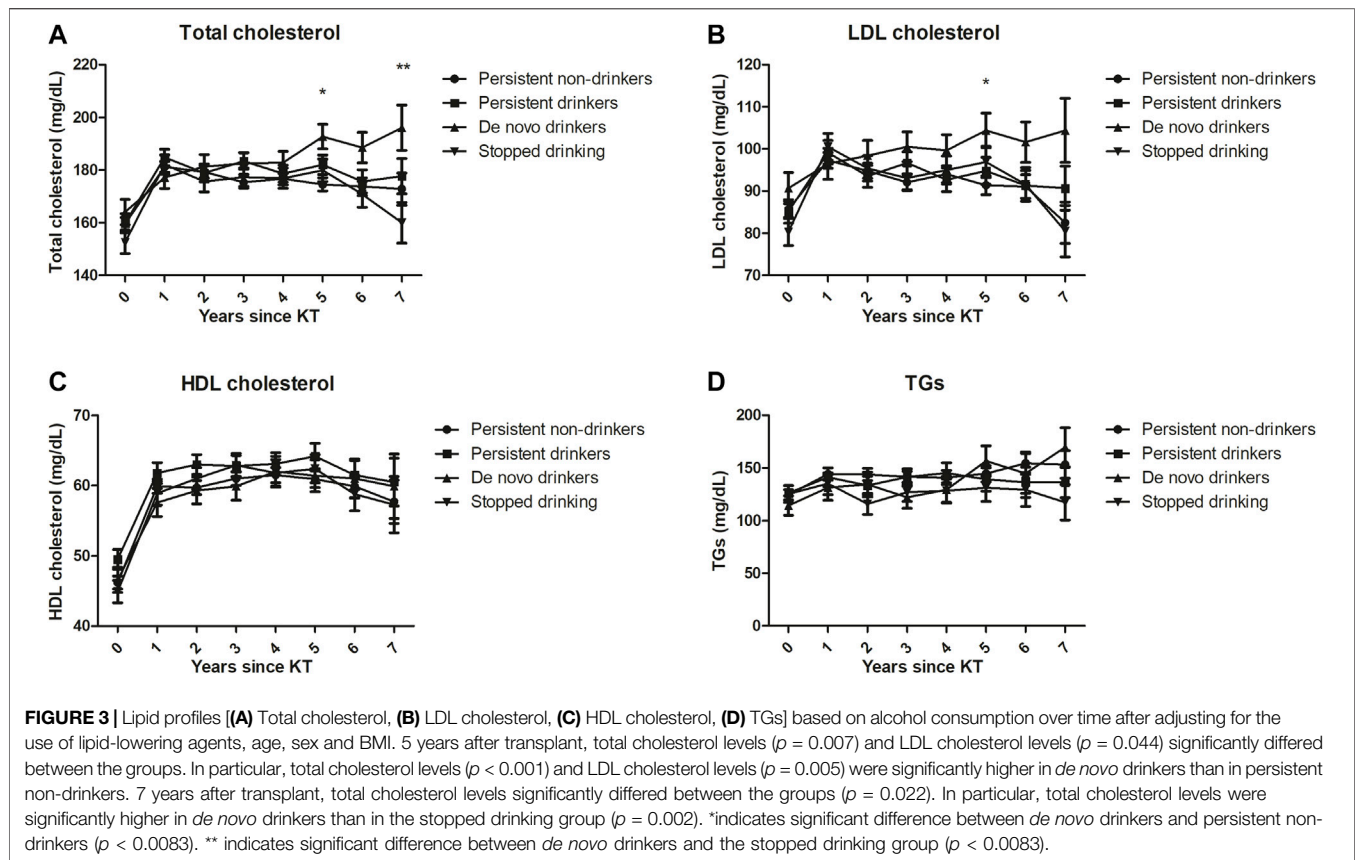 A
Total cholesterol
Total cholesterol (mg/dL)
220
200
180
160
140
0 1 2 3 4 5 6 7
Years since KT
*
**
Persistent non-drinkers
Persistent drinkers
De novo drinkers
Stopped drinking
B
LDL cholesterol
LDL cholesterol (mg/dL)
120
110
100
90
80
70
0 1 2 3 4 5 6 7
Years since KT
*
Persistent non-drinkers
Persistent drinkers
De novo drinkers
Stopped drinking
C
HDL cholesterol
HDL cholesterol (mg/dL)
70
60
50
40
0 1 2 3 4 5 6 7
Years since KT
Persistent non-drinkers
Persistent drinkers
De novo drinkers
Stopped drinking
D
TGs
TGs (mg/dL)
200
150
100
50
0
0 1 2 3 4 5 6 7
Years since KT
Persistent non-drinkers
Persistent drinkers
De novo drinkers
Stopped drinking
FIGURE 3 | Lipid profiles [(A) Total cholesterol, (B) LDL cholesterol, (C) HDL cholesterol, (D) TGs] based on alcohol consumption over time after adjusting for the
use of lipid-lowering agents, age, sex and BMI. 5 years after transplant, total cholesterol levels (p = 0.007) and LDL cholesterol levels (p = 0.044) significantly differed
between the groups. In particular, total cholesterol levels (p < 0.001) and LDL cholesterol levels (p = 0.005) were significantly higher in de novo drinkers than in persistent
non-drinkers. 7 years after transplant, total cholesterol levels significantly differed between the groups (p = 0.022). In particular, total cholesterol levels were
significantly higher in de novo drinkers than in the stopped drinking group (p = 0.002). *indicates significant difference between de novo drinkers and persistent non-
drinkers (p < 0.0083). ** indicates significant difference between de novo drinkers and the stopped drinking group (p < 0.0083).